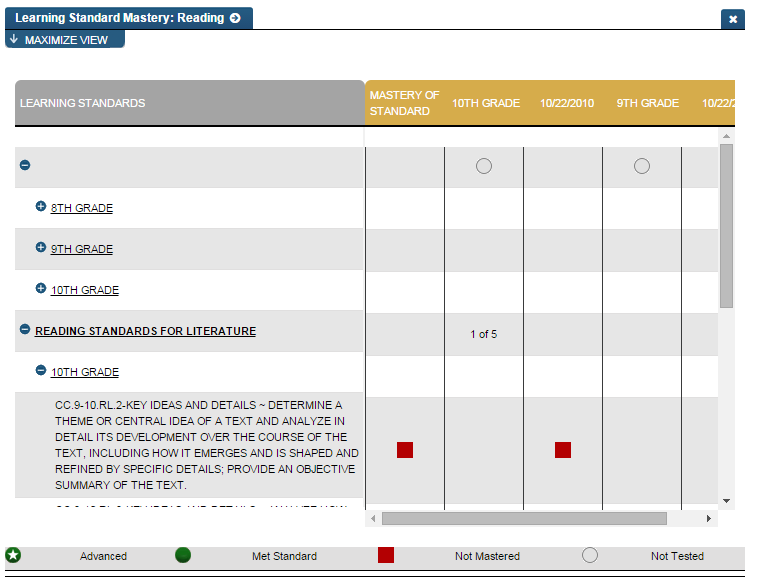 Learning Standard Mastery: Reading
MAXIMIZE VIEW
LEARNING STANDARDS
MASTERY OF
STANDARD
10TH GRADE
10/22/2010
9TH GRADE
8TH GRADE
9TH GRADE
10TH GRADE
READING STANDARDS FOR LITERATURE
1 of 5
10TH GRADE
CC.9-10.RL.2-KEY IDEAS AND DETAILS ~ DETERMINE A
THEME OR CENTRAL IDEA OF A TEXT AND ANALYZE IN
DETAIL ITS DEVELOPMENT OVER THE COURSE OF THE
TEXT, INCLUDING HOW IT EMERGES AND IS SHAPED AND
REFINED BY SPECIFIC DETAILS; PROVIDE AN OBJECTIVE
SUMMARY OF THE TEXT.
Advanced
Met Standard
Not Mastered
Not Tested